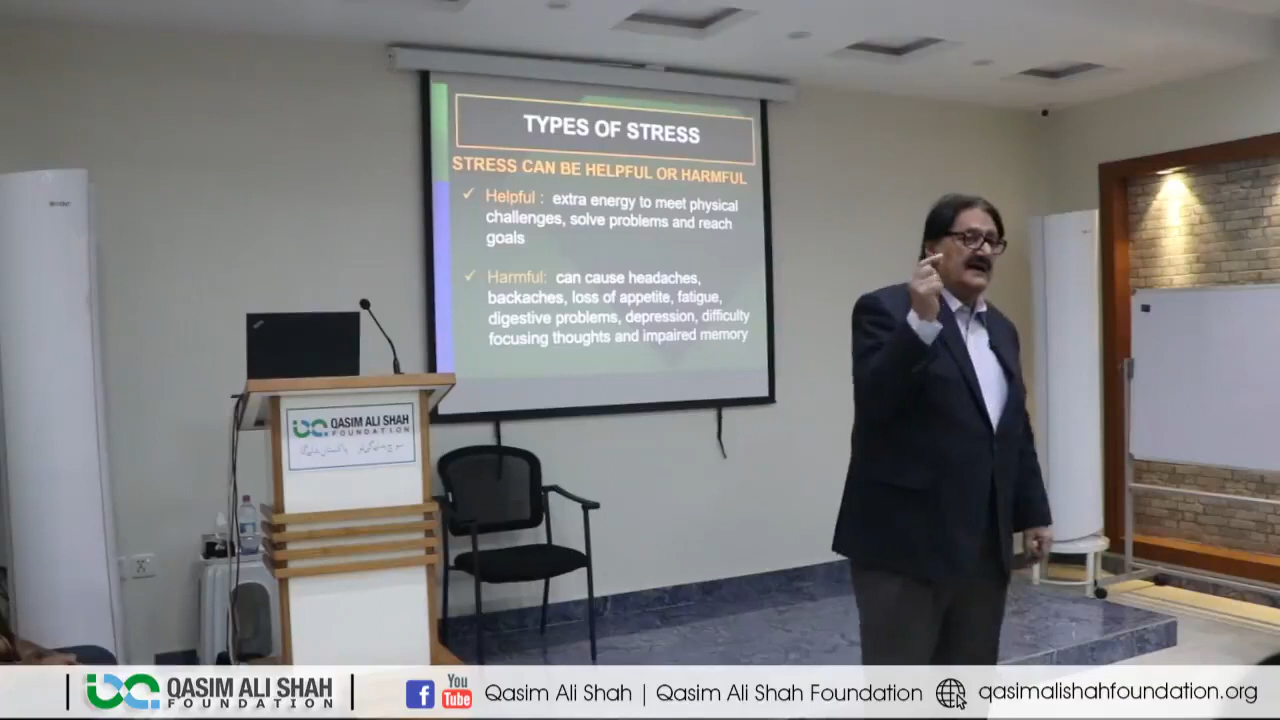 TYPES OF STRESS
STRESS CAN BE HELPFUL OR HARMFUL
✓ Helpful : extra energy to meet physical
challenges, solve problems and reach
goals
✓ Harmful: can cause headaches,
backaches, loss of appetite, fatigue,
digestive problems, depression, difficulty
focusing thoughts and impaired memory
QASIM ALI SHAH
FOUNDATION
QASIM ALI SHAH
FOUNDATION
You
Tube
Qasim Ali Shah | Qasim Ali Shah Foundation
qasimalishahfoundation.org